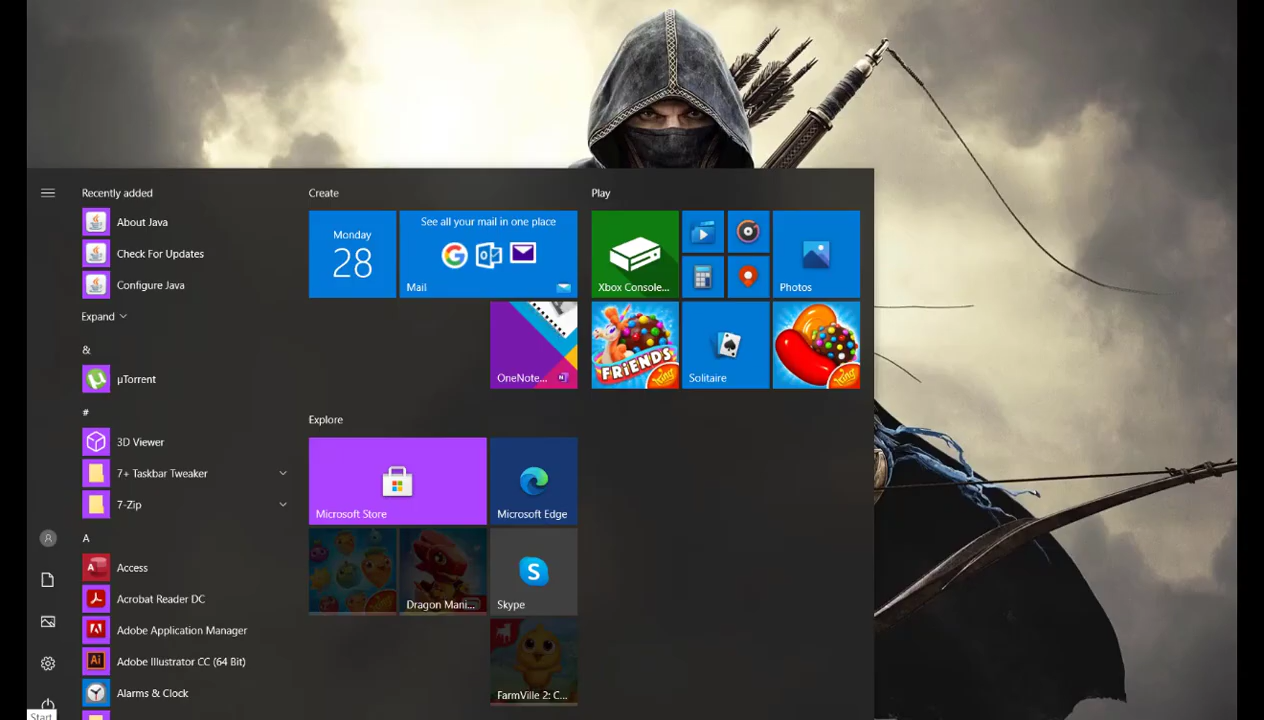 Recently added
About Java
Check For Updates
Configure Java
Expand
&
µTorrent
#
3D Viewer
7+ Taskbar Tweaker
7-Zip
A
Access
Acrobat Reader DC
Adobe Application Manager
Adobe Illustrator CC (64 Bit)
Alarms & Clock
Start
Create
Monday
28
See all your mail in one place
Mail
OneNote...
Explore
Microsoft Store
Microsoft Edge
Dragon Mani...
Skype
FarmVille 2: C...
Play
Xbox Console...
Photos
FRIENDS
King
Solitaire
King